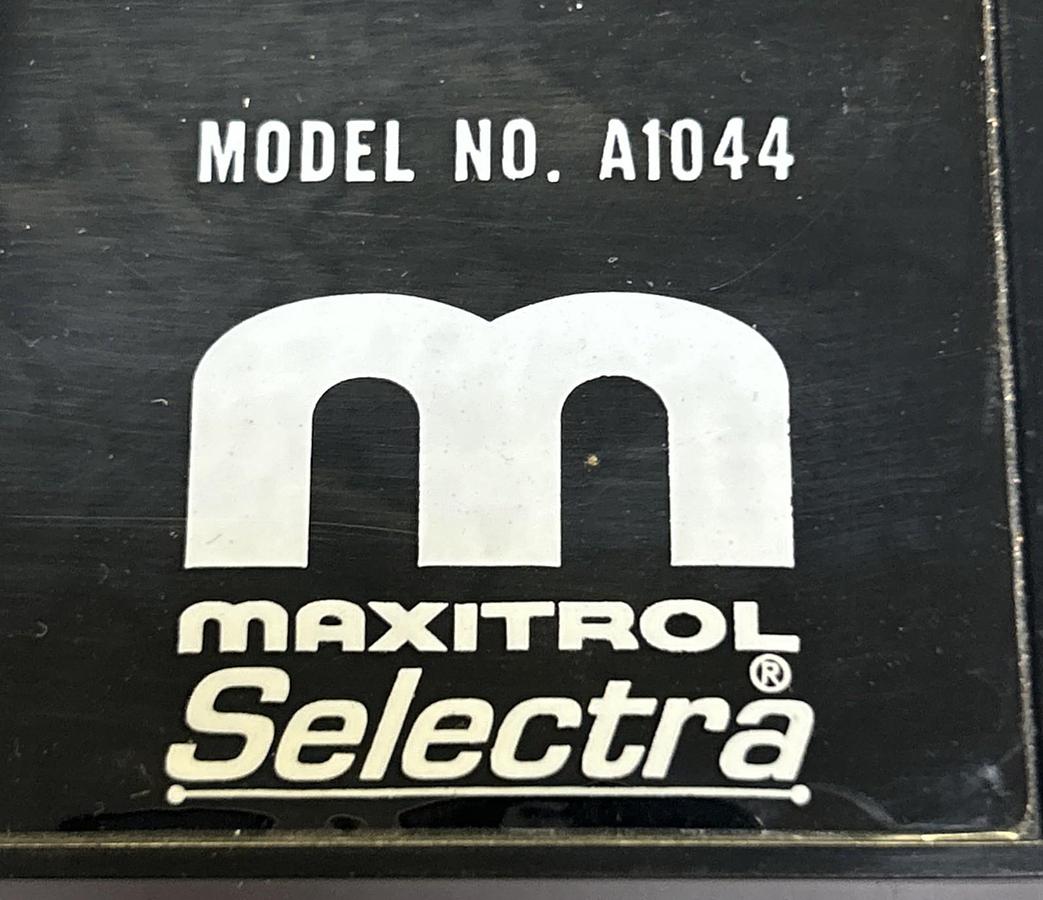 MODEL NO. A1044
m
MAXITROL
Selectra®